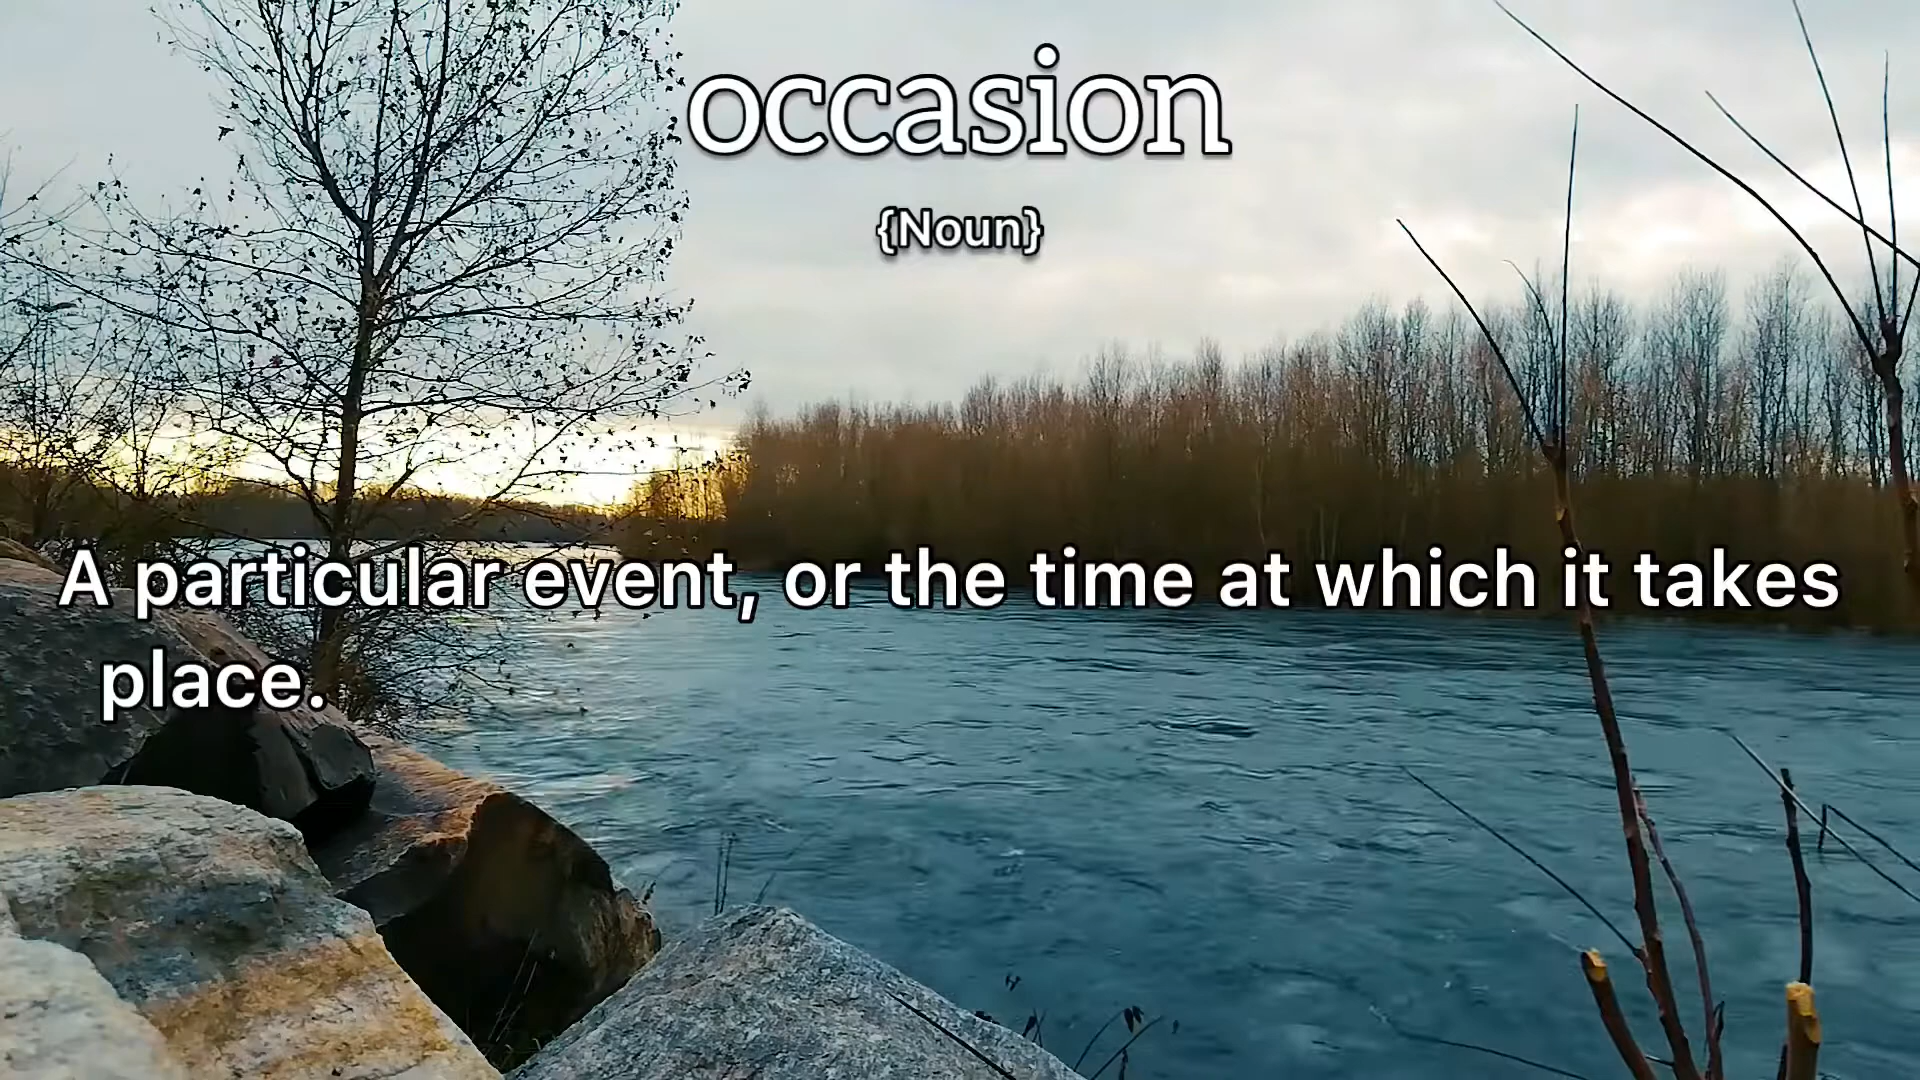 occasion
{Noun}
A particular event, or the time at which it takes
place.